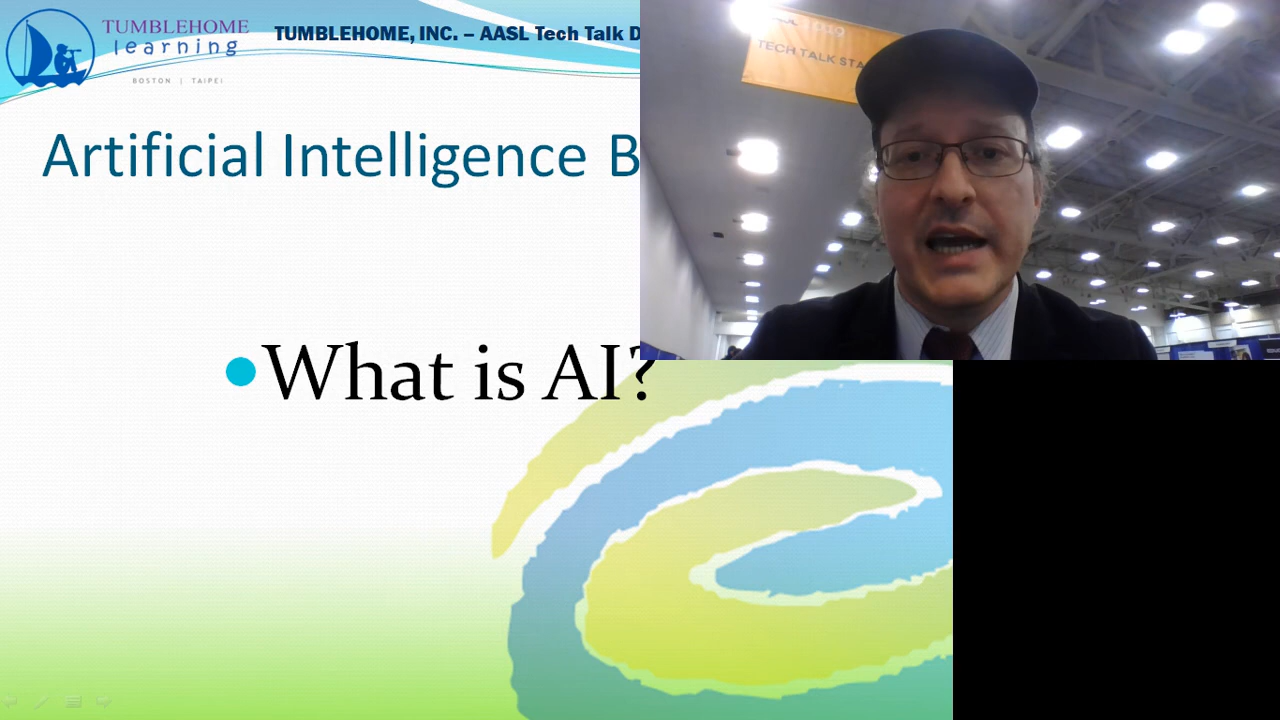 TUMBLEHOME
learning
BOSTON | TAIPEI
TUMBLEHOME, INC. – AASL Tech Talk D
Artificial Intelligence B
•What is AI?
TECH TALK STA